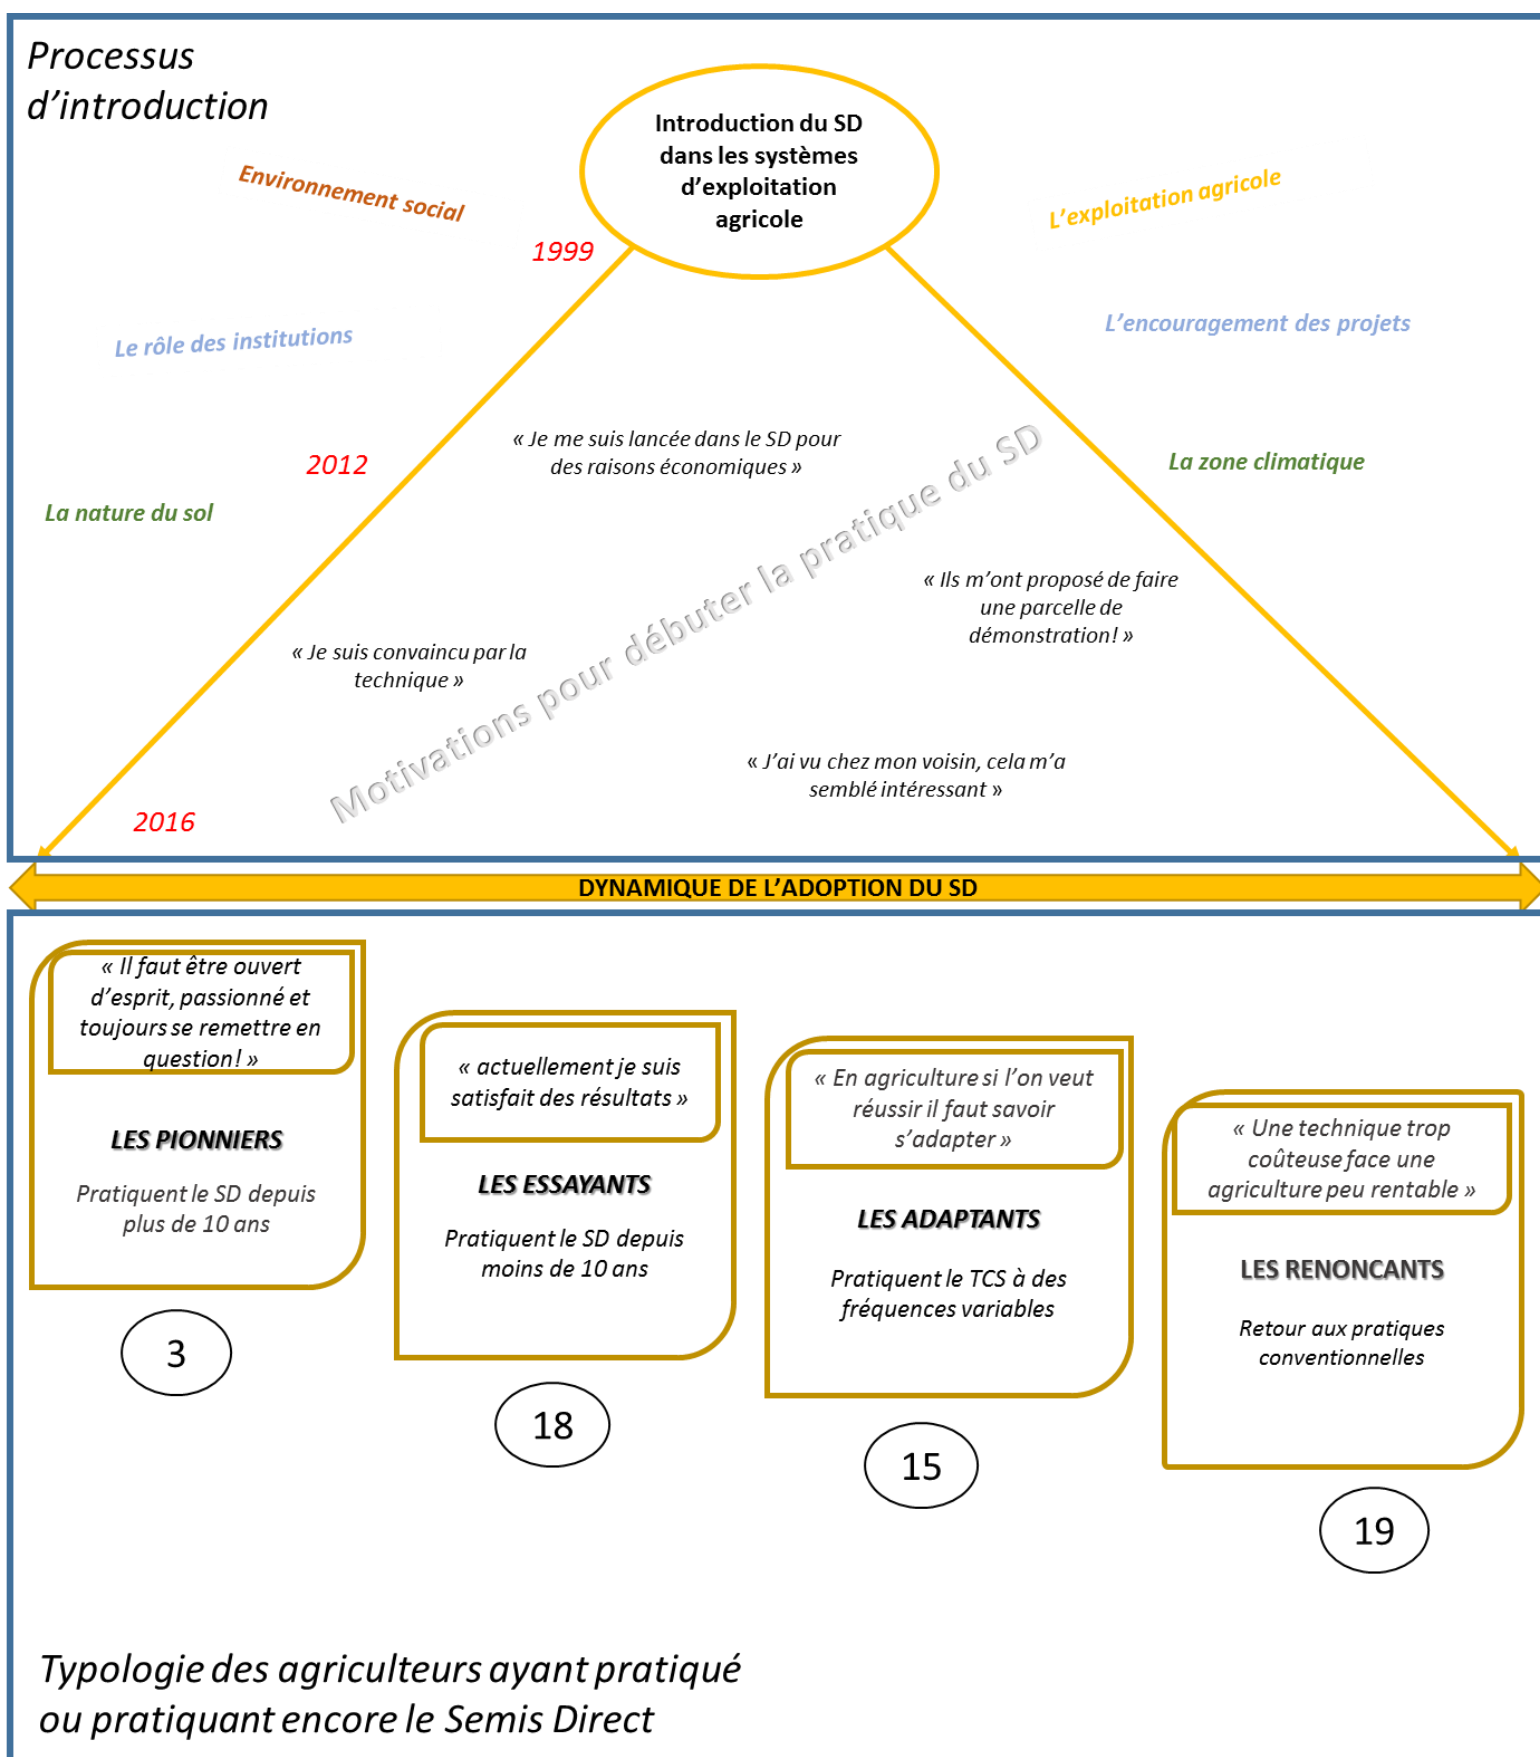 Processus
d'introduction
Introduction du SD
dans les systèmes
d'exploitation
agricole
Environnement social
L'exploitation agricole
1999
Le rôle des institutions
L'encouragement des projets
« Je me suis lancée dans le SD pour
des raisons économiques »
2012
La zone climatique
La nature du sol
Motivations pour débuter la pratique du SD
« Ils m'ont proposé de faire
une parcelle de
démonstration! »
« Je suis convaincu par la
technique »
« J'ai vu chez mon voisin, cela m'a
semblé intéressant »
2016
DYNAMIQUE DE L'ADOPTION DU SD
« Il faut être ouvert
d'esprit, passionné et
toujours se remettre en
question! »
LES PIONNIERS
Pratiquent le SD depuis
plus de 10 ans
3
« actuellement je suis
satisfait des résultats »
LES ESSAYANTS
Pratiquent le SD depuis
moins de 10 ans
18
« En agriculture si l'on veut
réussir il faut savoir
s'adapter »
LES ADAPTANTS
Pratiquent le TCS à des
fréquences variables
15
« Une technique trop
coûteuse face une
agriculture peu rentable »
LES RENONCANTS
Retour aux pratiques
conventionnelles
19
Typologie des agriculteurs ayant pratiqué
ou pratiquant encore le Semis Direct